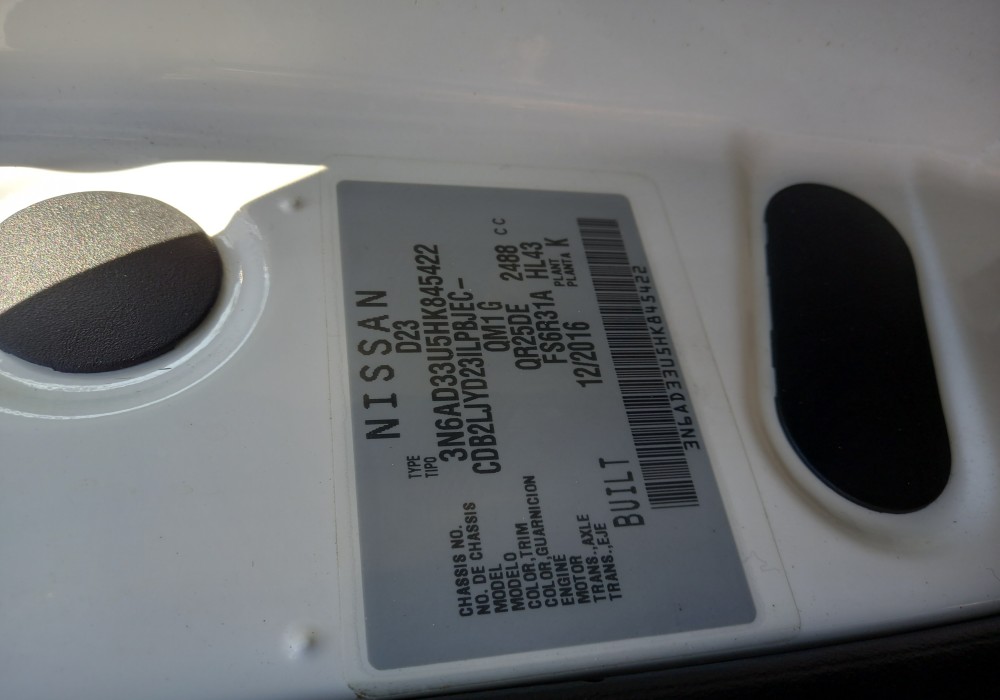 NISSAN
TYPE
TIPO D23
CHASSIS NO.
NO. DE CHASSIS 3N6AD33U5HK845422
MODEL
MODELO CDB2LJYD23ILPBJEC-
COLOR,TRIM
COLOR,GUARNICION QM1 G
ENGINE
MOTOR QR25DE 2488 CC
TRANS.,AXLE
TRANS.,EJE FS6R31A HL43
BUILT 12/2016 PLANT
PLANTA K
3N6AD33U5HK845422